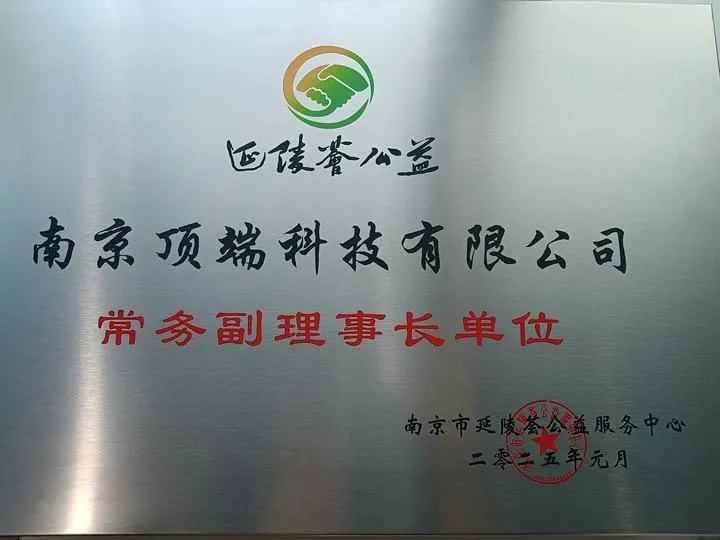 延陵荟公益
南京顶端科技有限公司
常务副理事长单位
南京市延陵荟公益服务中心
二零二五年元月